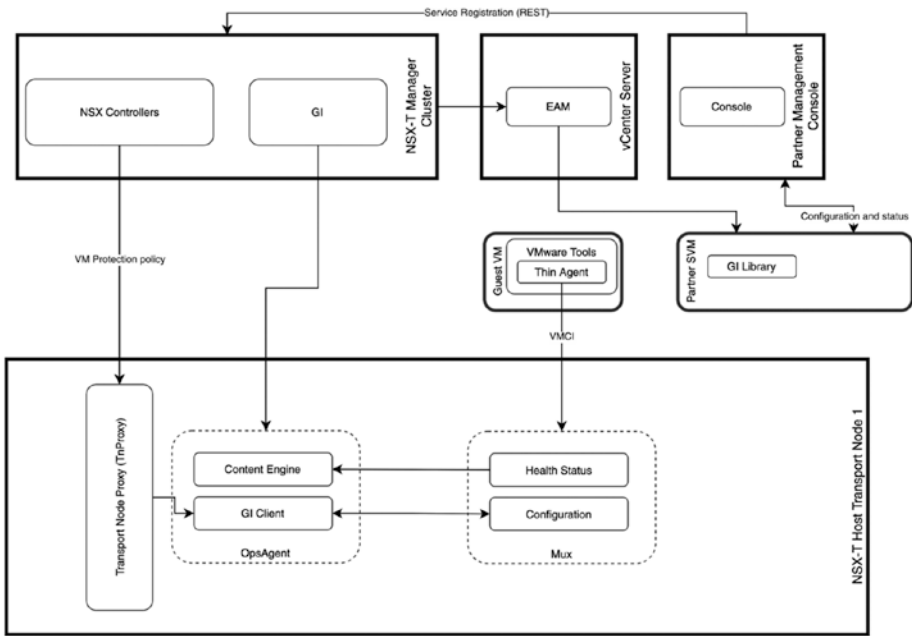 Service Registration (REST)
NSX Controllers
GI
NSX-T Manager
Cluster
EAM
vCenter Server
Console
Partner Management
Console
Configuration and status
VM Protection policy
Guest VM
VMware Tools
Thin Agent
Partner SVM
GI Library
VMCI
Transport Node Proxy (TnProxy)
Content Engine
GI Client
OpsAgent
Health Status
Configuration
Mux
NSX-T Host Transport Node 1